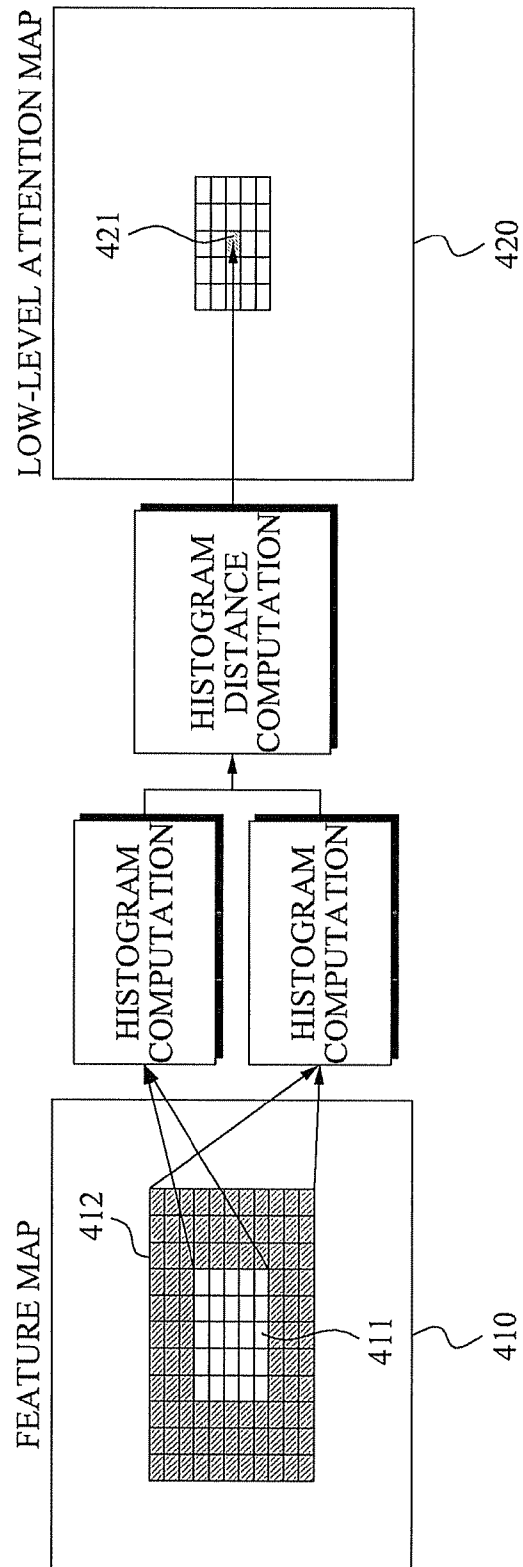 FEATURE MAP
412
411
410
HISTOGRAM
COMPUTATION
HISTOGRAM
COMPUTATION
HISTOGRAM
DISTANCE
COMPUTATION
LOW-LEVEL ATTENTION MAP
421
420